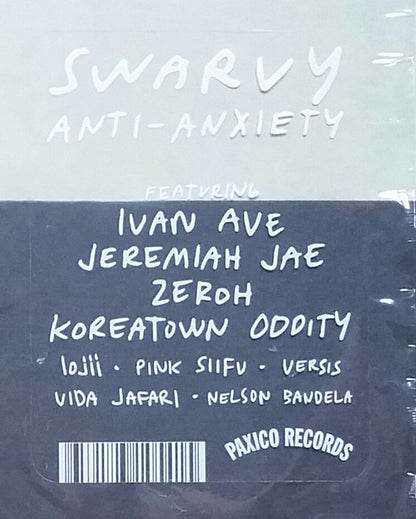 SWARVY
ANTI-ANXIETY
FEATURING
IVAN AVE
JEREMIAH JAE
ZEROH
KOREATOWN ODDITY
lojii · PINK SIIFU · VERSIS
VIDA JAFARI · NELSON BANDELA
PAXICO RECORDS